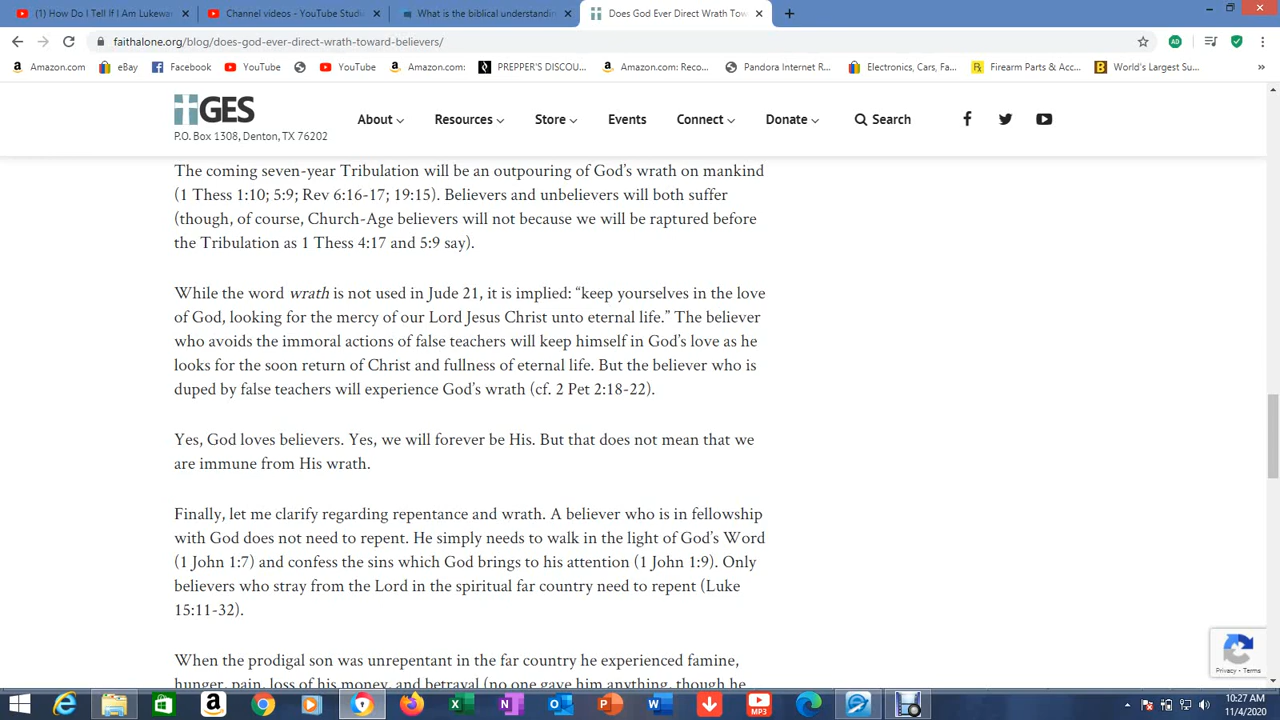 (1) How Do I Tell If I Am Lukewa
Channel videos - YouTube Studi
What is the biblical understandin
Does God Ever Direct Wrath Tow
faithalone.org/blog/does-god-ever-direct-wrath-toward-believers/
Amazon.com
eBay
Facebook
YouTube
YouTube
Amazon.com:
PREPPER'S DISCOU...
Amazon.com: Reco...
Pandora Internet R...
Electronics, Cars, Fa...
Firearm Parts & Acc...
World's Largest Su...
GES
P.O. Box 1308, Denton, TX 76202
About
Resources
Store
Events
Connect
Donate
Search
The coming seven-year Tribulation will be an outpouring of God’s wrath on mankind
(1 Thess 1:10; 5:9; Rev 6:16-17; 19:15). Believers and unbelievers will both suffer
(though, of course, Church-Age believers will not because we will be raptured before
the Tribulation as 1 Thess 4:17 and 5:9 say).
While the word wrath is not used in Jude 21, it is implied: “keep yourselves in the love
of God, looking for the mercy of our Lord Jesus Christ unto eternal life.” The believer
who avoids the immoral actions of false teachers will keep himself in God’s love as he
looks for the soon return of Christ and fullness of eternal life. But the believer who is
duped by false teachers will experience God’s wrath (cf. 2 Pet 2:18-22).
Yes, God loves believers. Yes, we will forever be His. But that does not mean that we
are immune from His wrath.
Finally, let me clarify regarding repentance and wrath. A believer who is in fellowship
with God does not need to repent. He simply needs to walk in the light of God’s Word
(1 John 1:7) and confess the sins which God brings to his attention (1 John 1:9). Only
believers who stray from the Lord in the spiritual far country need to repent (Luke
15:11-32).
When the prodigal son was unrepentant in the far country he experienced famine,
hunger, pain, loss of his money, and betrayal (no one gave him anything, though he
Privacy - Terms
MP3
10:27 AM
11/4/2020